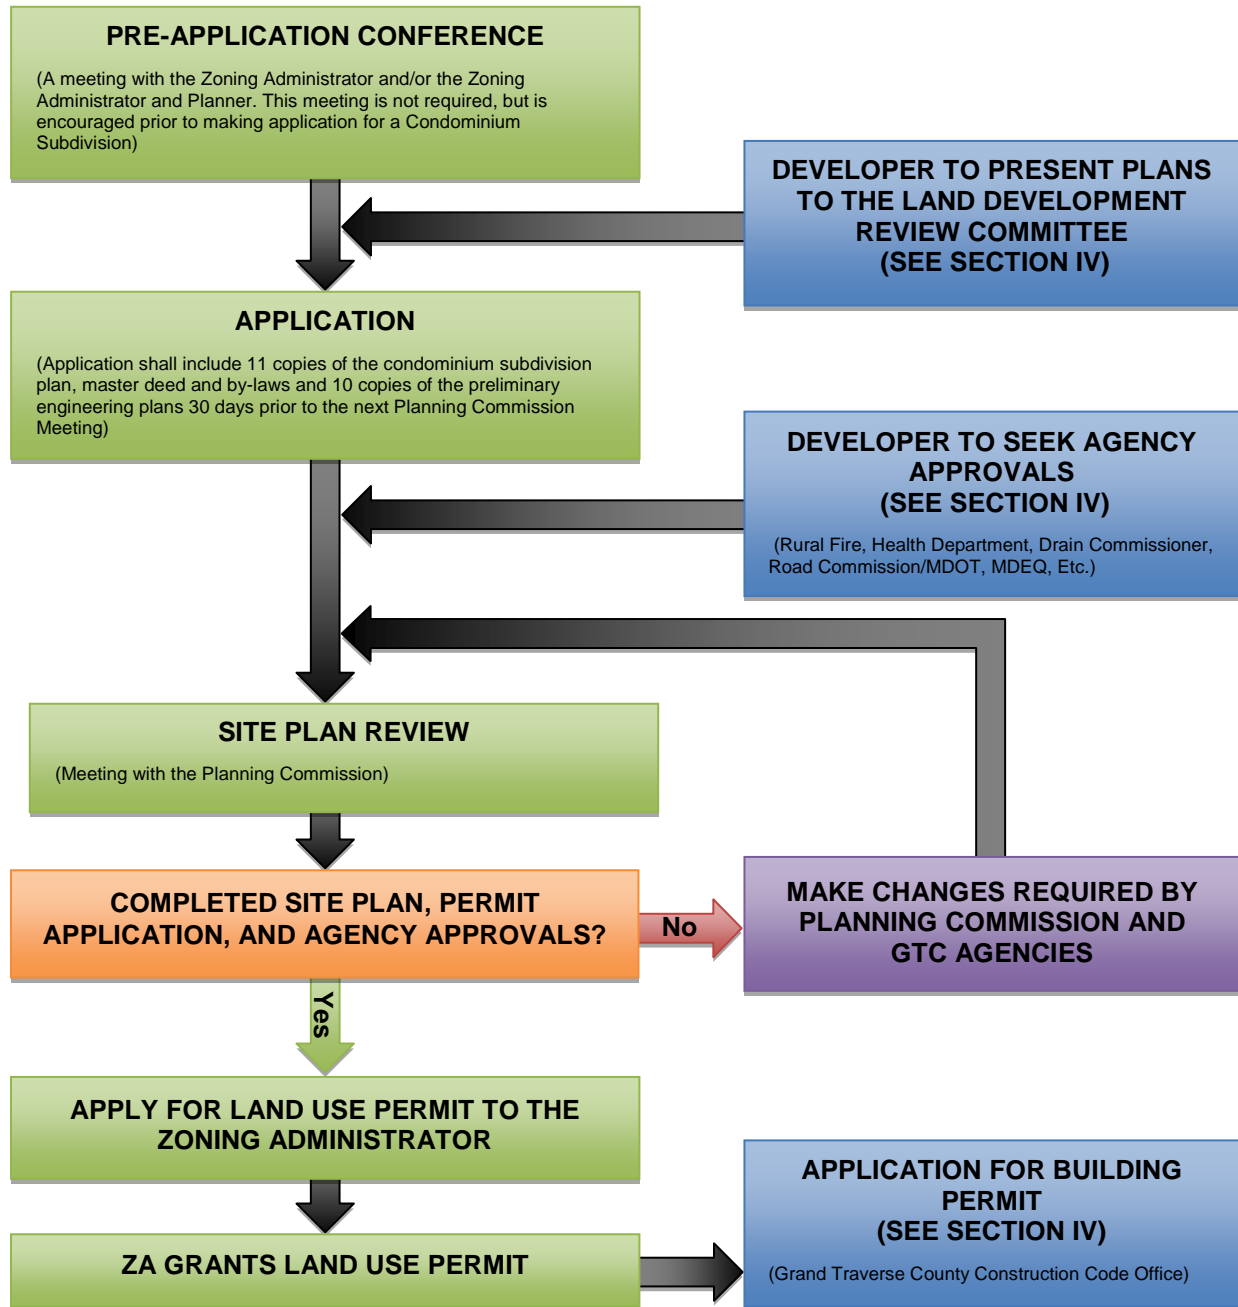 PRE-APPLICATION CONFERENCE
(A meeting with the Zoning Administrator and/or the Zoning
Administrator and Planner. This meeting is not required, but is
encouraged prior to making application for a Condominium
Subdivision)
DEVELOPER TO PRESENT PLANS
TO THE LAND DEVELOPMENT
REVIEW COMMITTEE
(SEE SECTION IV)
APPLICATION
(Application shall include 11 copies of the condominium subdivision
plan, master deed and by-laws and 10 copies of the preliminary
engineering plans 30 days prior to the next Planning Commission
Meeting)
DEVELOPER TO SEEK AGENCY
APPROVALS
(SEE SECTION IV)
(Rural Fire, Health Department, Drain Commissioner,
Road Commission/MDOT, MDEQ, Etc.)
SITE PLAN REVIEW
(Meeting with the Planning Commission)
COMPLETED SITE PLAN, PERMIT
APPLICATION, AND AGENCY APPROVALS?
No
MAKE CHANGES REQUIRED BY
PLANNING COMMISSION AND
GTC AGENCIES
Yes
APPLY FOR LAND USE PERMIT TO THE
ZONING ADMINISTRATOR
ZA GRANTS LAND USE PERMIT
APPLICATION FOR BUILDING
PERMIT
(SEE SECTION IV)
(Grand Traverse County Construction Code Office)